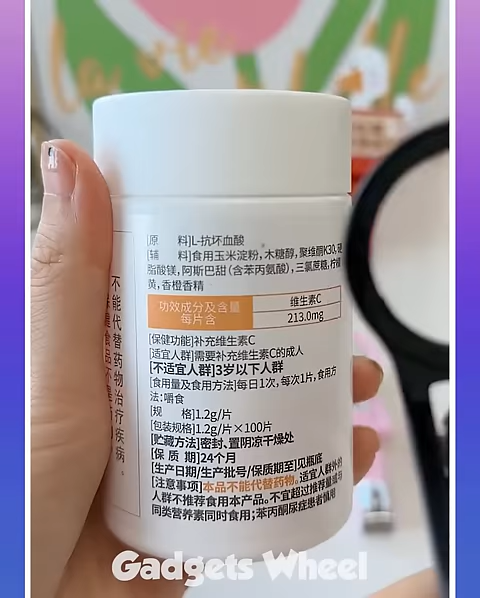 [原 料]L-抗坏血酸
[辅 料]食用玉米淀粉，木糖醇，聚维酮K30，硬
脂酸镁，阿斯巴甜（含苯丙氨酸），三氯蔗糖，柠檬
黄，香橙香精
功效成分及含量
每片含
维生素C
213.0mg
[保健功能]补充维生素C
[适宜人群]需要补充维生素C的成人
[不适宜人群]3岁以下人群
[食用量及食用方法]每日1次，每次1片，食用方
法：嚼食
[规 格]1.2g/片
[包装规格]1.2g/片×100片
[贮藏方法]密封、置阴凉干燥处
[保 质 期]24个月
[生产日期/生产批号/保质期至]见瓶底
[注意事项]本品不能代替药物。适宜人群外的
人群不推荐食用本产品。不宜超过推荐量或与
同类营养素同时食用；苯丙酮尿症患者慎用
不能代替药物治疗疾病。
Gadgets Wheel